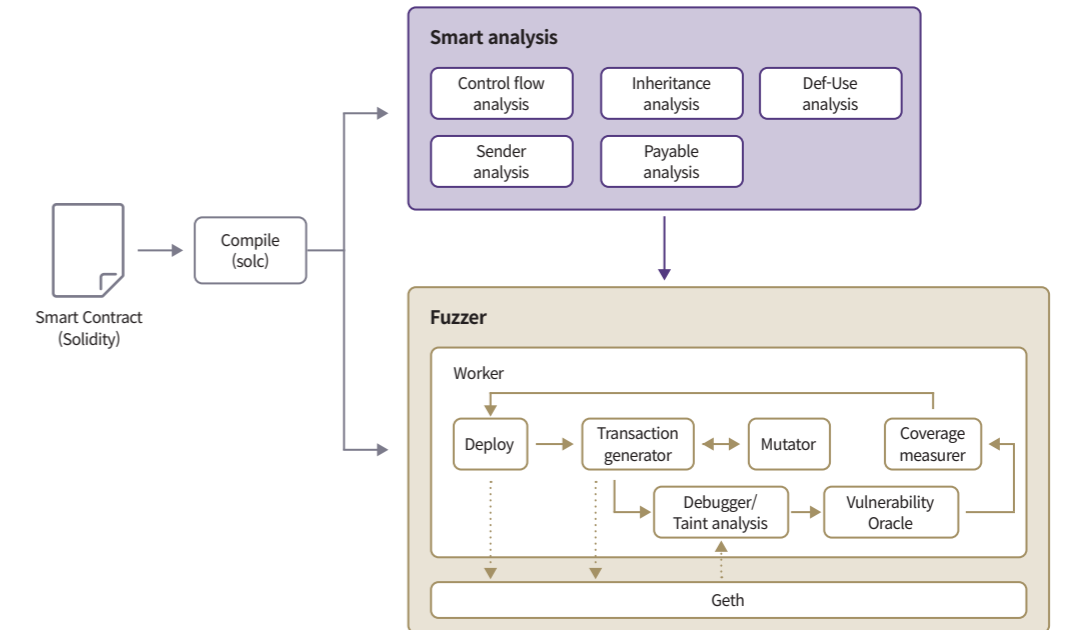 Smart analysis
Control flow
analysis
Inheritance
analysis
Def-Use
analysis
Sender
analysis
Payable
analysis
Compile
(solc)
Smart Contract
(Solidity)
Fuzzer
Worker
Deploy
Transaction
generator
Mutator
Coverage
measurer
Debugger/
Taint analysis
Vulnerability
Oracle
Geth